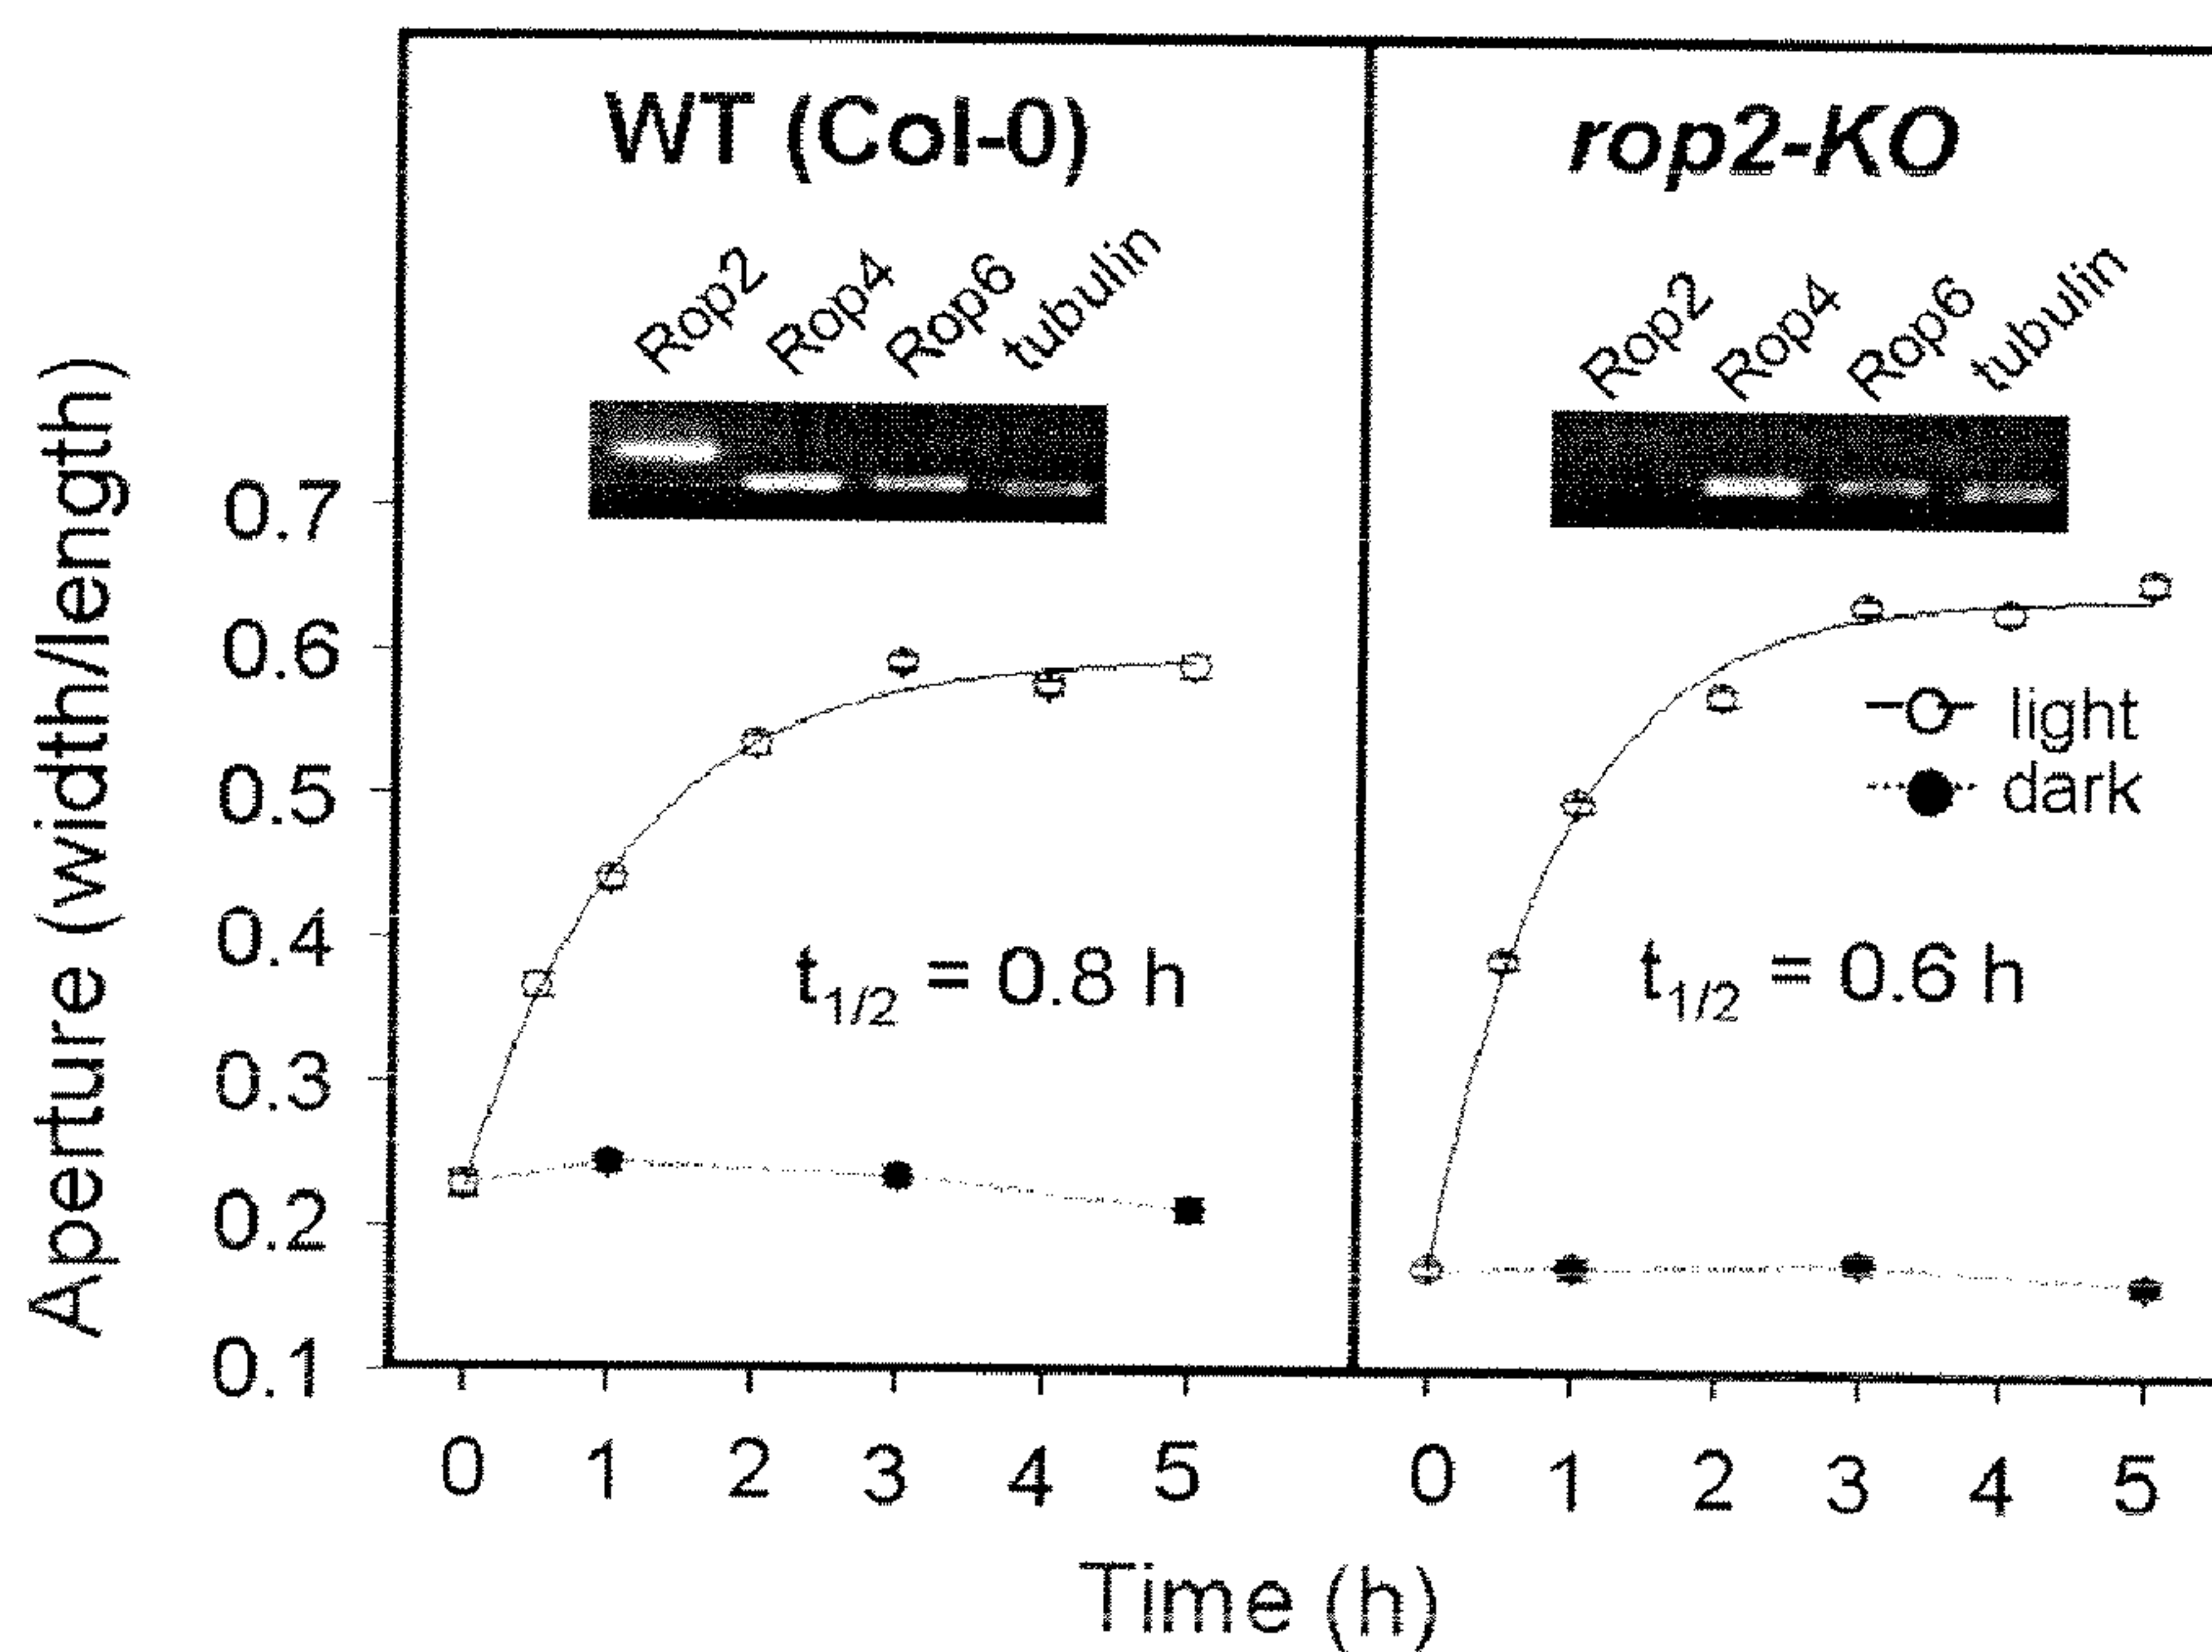 WT (Col-0)
rop2-KO
Rop2
Rop4
Rop6
tubulin
Rop2
Rop4
Rop6
tubulin
Aperture (width/length)
0.7
0.6
0.5
0.4
0.3
0.2
0.1
light
dark
t1/2 = 0.8 h
t1/2 = 0.6 h
0 1 2 3 4 5
0 1 2 3 4 5
Time (h)